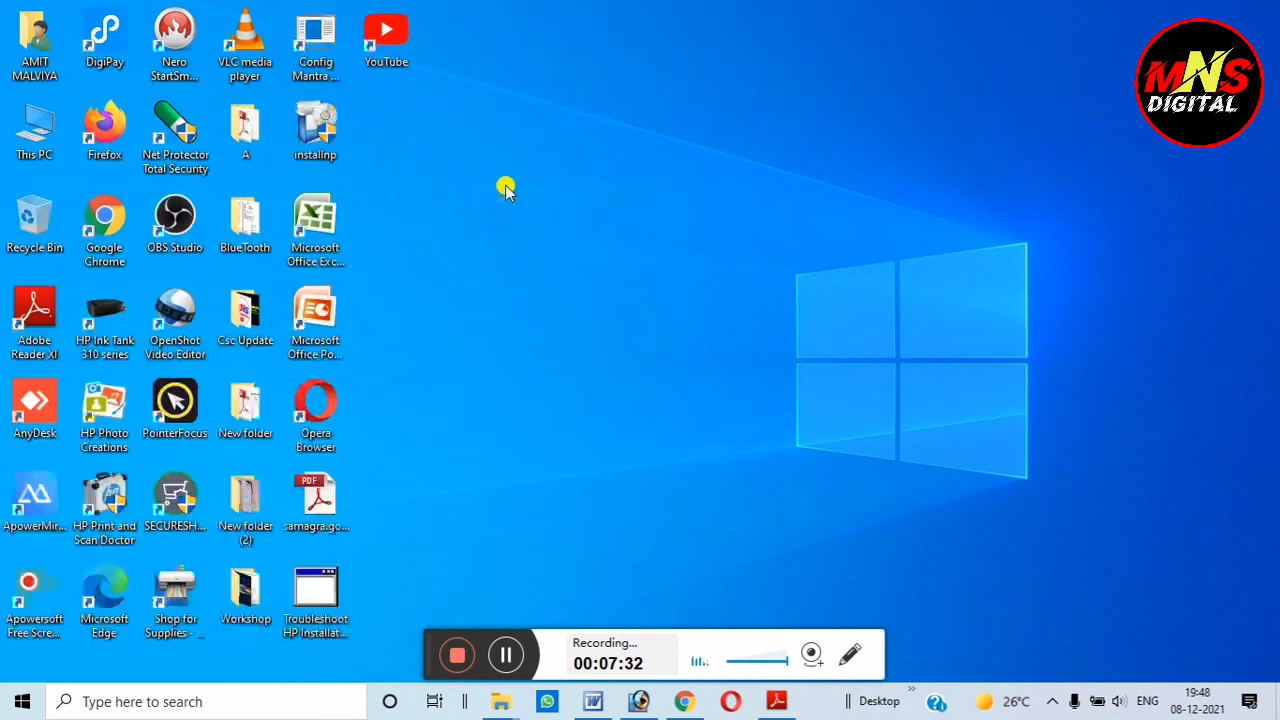 AMIT
MALVIYA
DigiPay
Nero
StartSm...
VLC media
player
Config
Mantra ...
YouTube
MNS
DIGITAL
This PC
Firefox
Net Protector
Total Security
A
installnp
Recycle Bin
Google
Chrome
OBS Studio
BlueTooth
Microsoft
Office Exc...
Adobe
Reader XI
HP Ink Tank
310 series
OpenShot
Video Editor
Csc Update
Microsoft
Office Po...
AnyDesk
HP Photo
Creations
PointerFocus
New folder
Opera
Browser
PDF
ApowerMir...
HP Print and
Scan Doctor
SECURESH...
New folder
(2)
samagra.go...
Apowersoft
Free Scre...
Microsoft
Edge
Shop for
Supplies - ...
Workshop
Troubleshoot
HP Installat...
Recording...
00:07:32
Type here to search
Desktop
26°C
ENG
19:48
08-12-2021